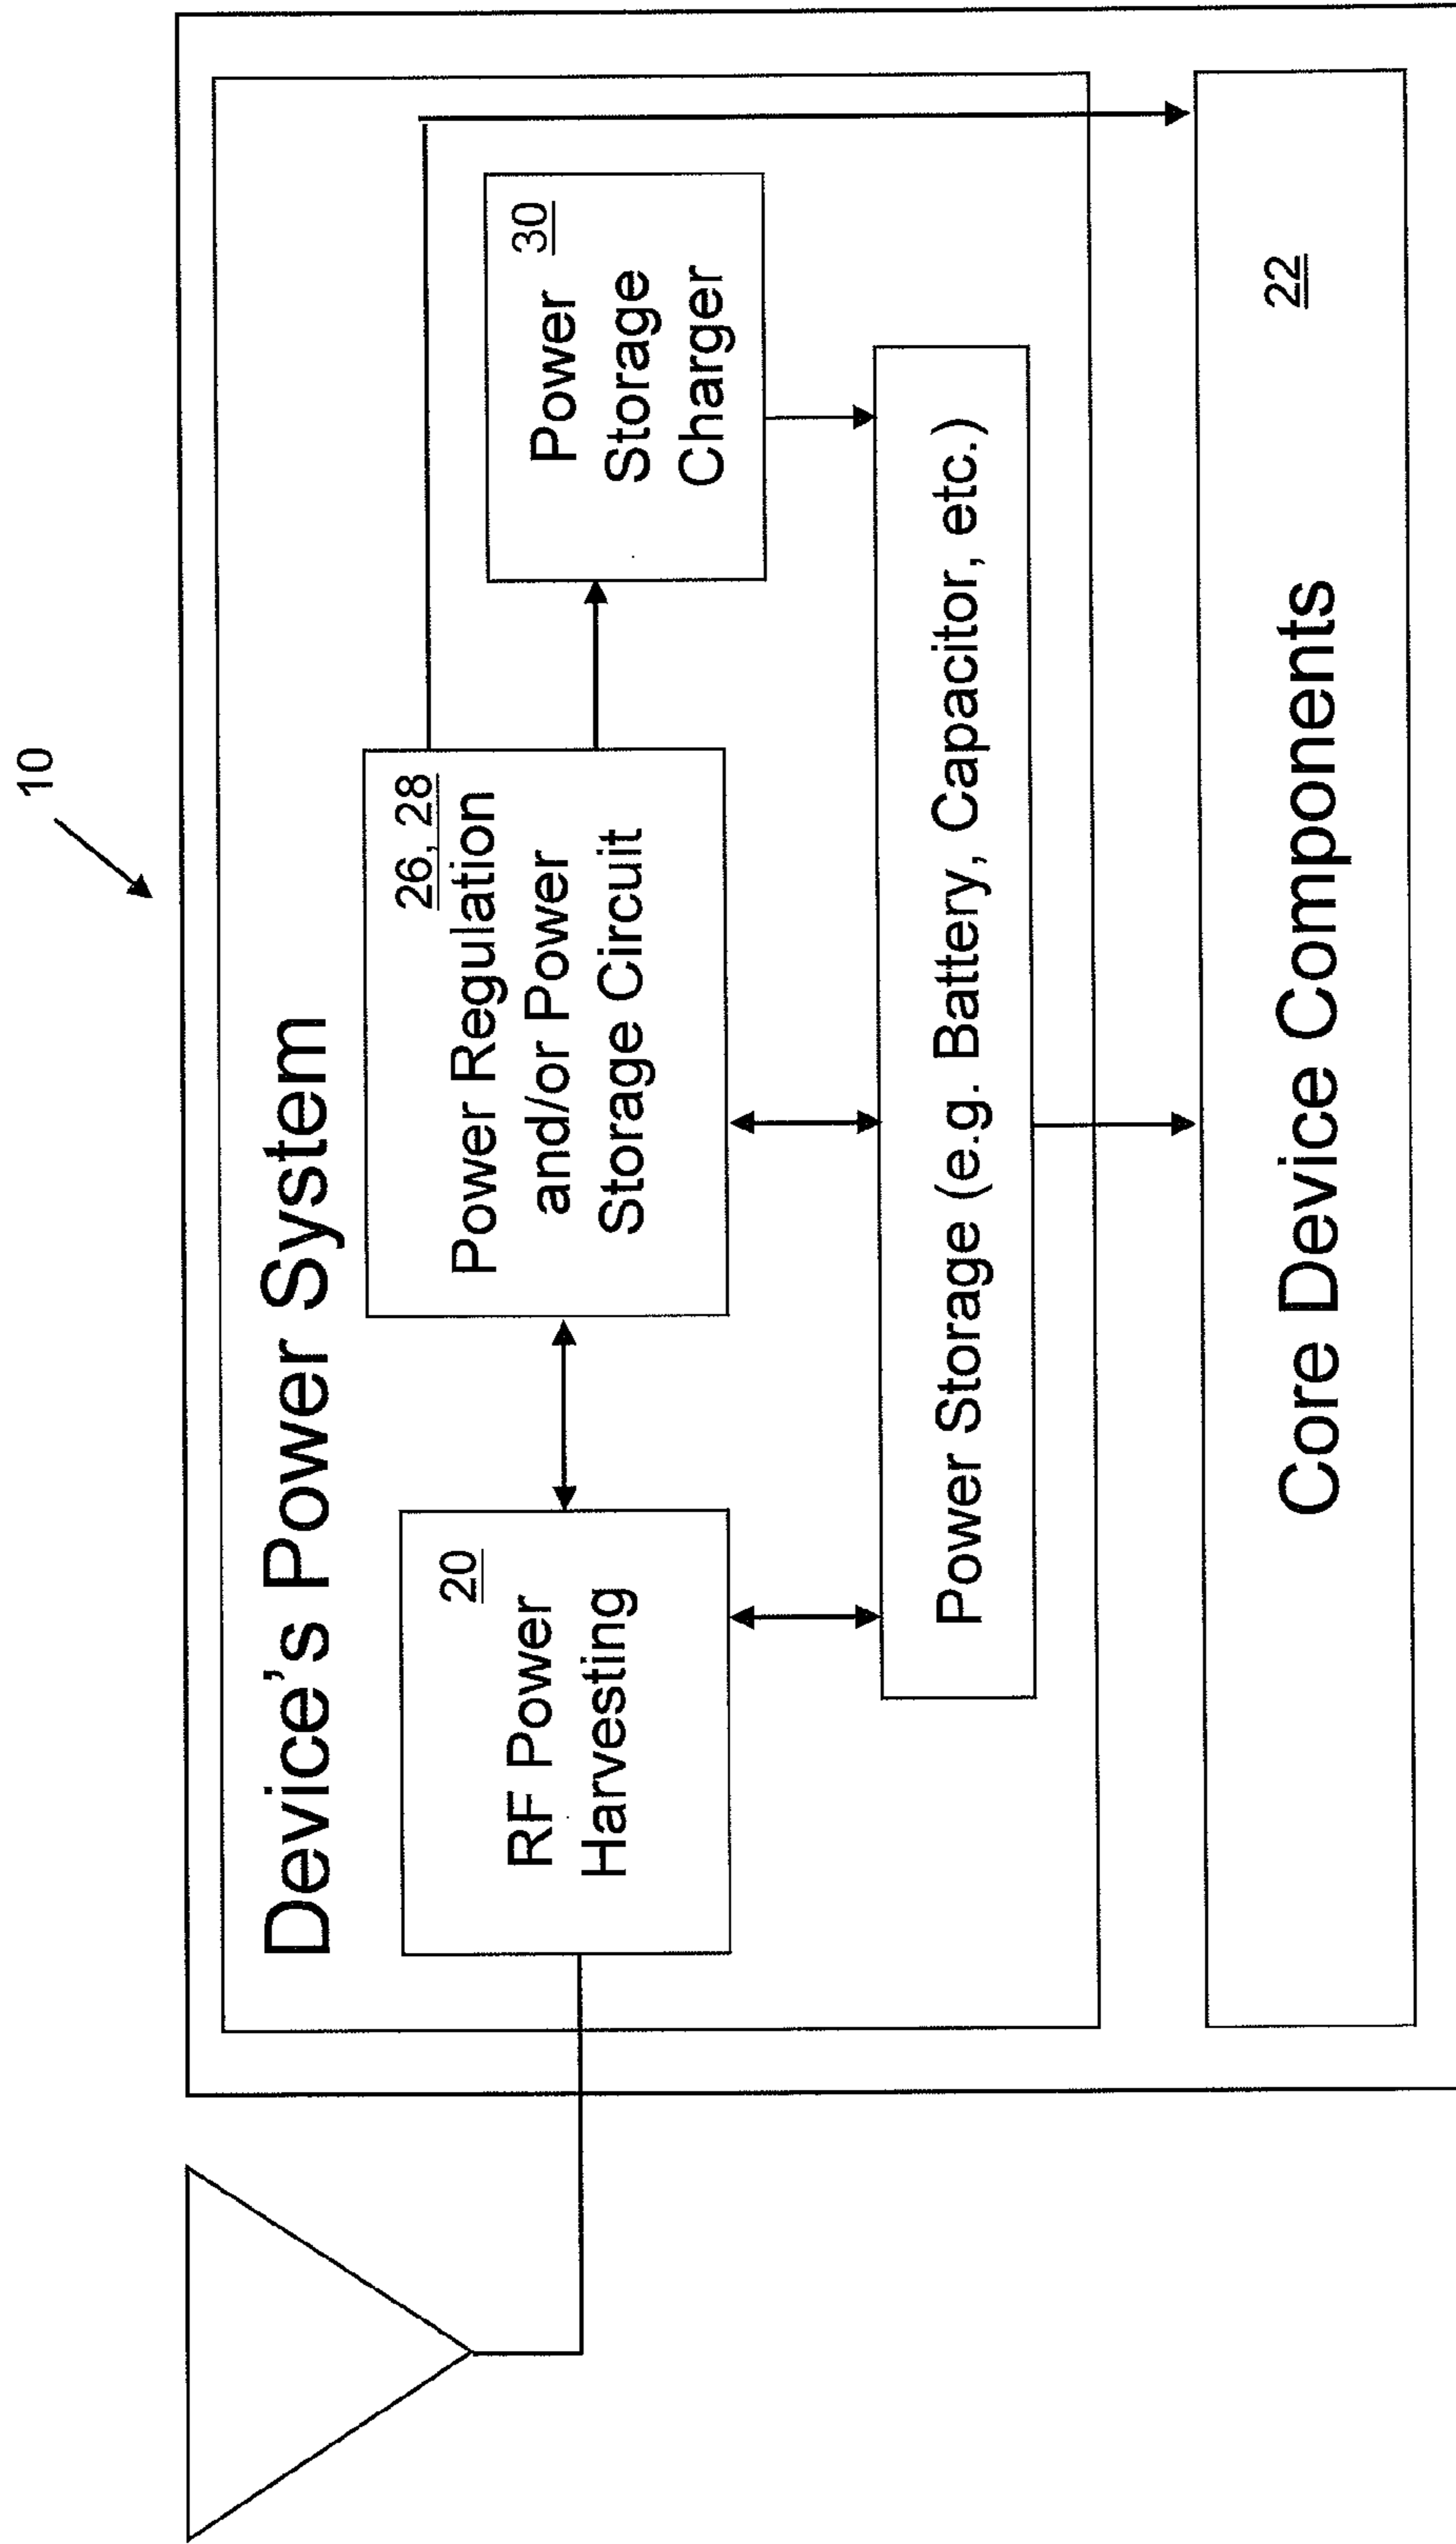 10
Device's Power System
20
RF Power
Harvesting
26, 28
Power Regulation
and/or Power
Storage Circuit
30
Power
Storage
Charger
Power Storage (e.g. Battery, Capacitor, etc.)
22
Core Device Components